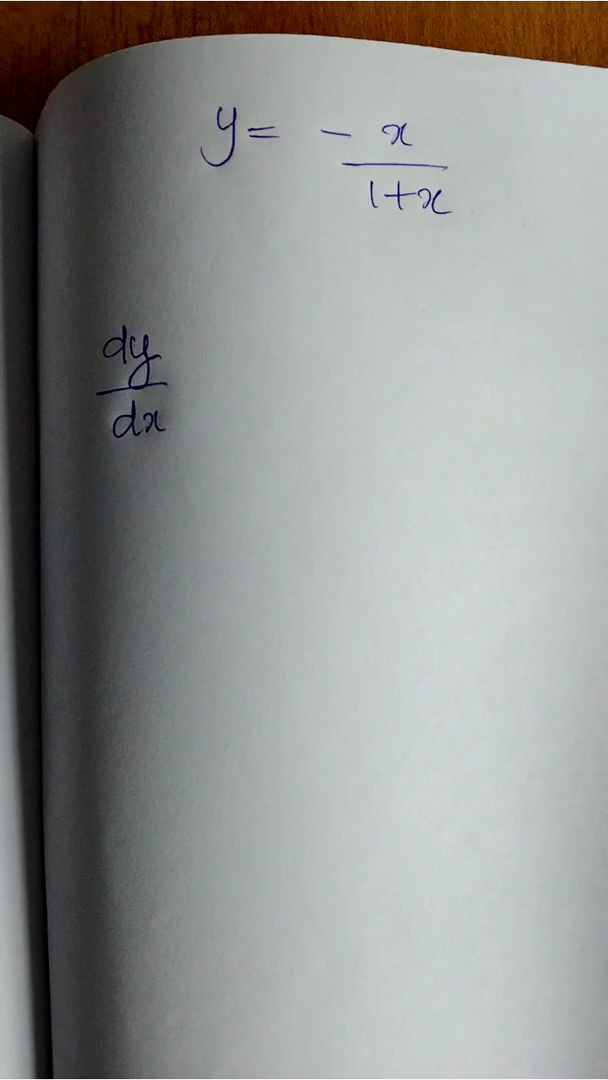 y = - x / 1+x
dy / dx